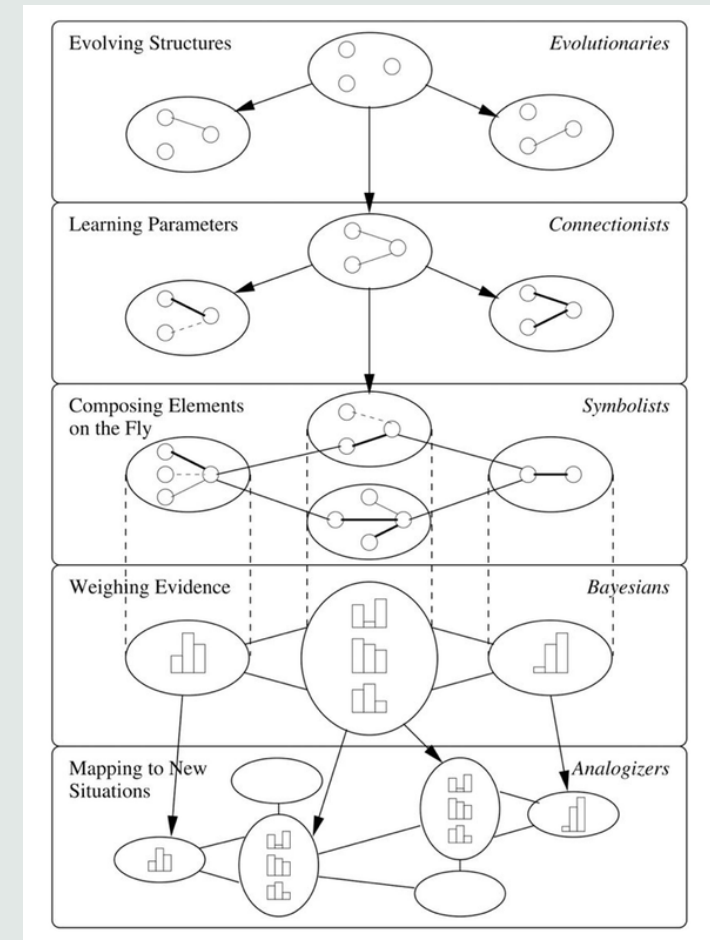 Evolving Structures
Evolutionaries
Learning Parameters
Connectionists
Composing Elements
on the Fly
Symbolists
Weighing Evidence
Bayesians
Mapping to New
Situations
Analogizers